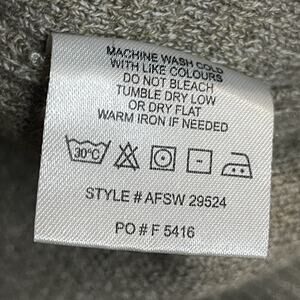 MACHINE WASH COLD
WITH LIKE COLOURS
DO NOT BLEACH
TUMBLE DRY LOW
OR DRY FLAT
WARM IRON IF NEEDED
30°C
STYLE # AFSW 29524
PO # F 5416